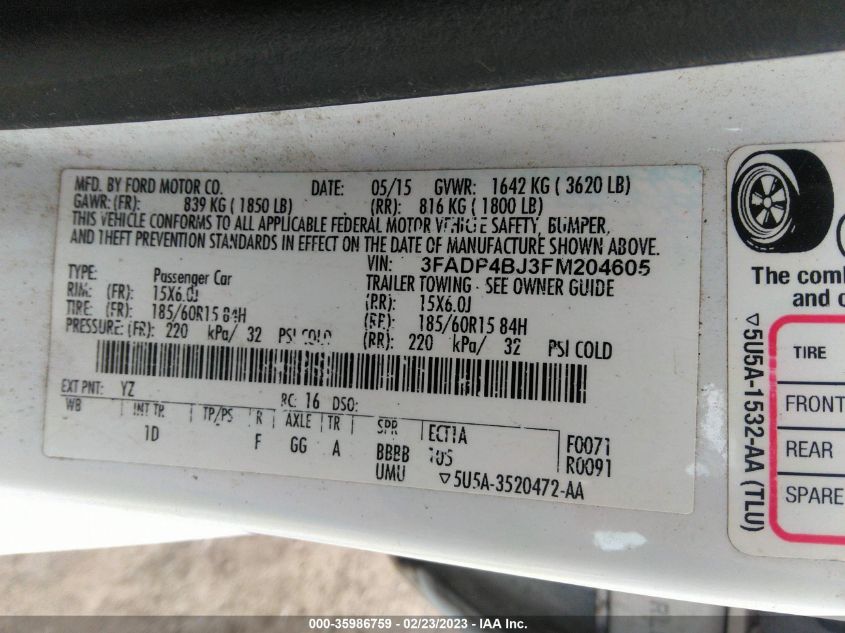 MFD. BY FORD MOTOR CO. DATE: 05/15 GVWR: 1642 KG ( 3620 LB)
GAWR: (FR): 839 KG ( 1850 LB) (RR): 816 KG ( 1800 LB)
THIS VEHICLE CONFORMS TO ALL APPLICABLE FEDERAL MOTOR VEHICLE SAFETY, BUMPER,
AND THEFT PREVENTION STANDARDS IN EFFECT ON THE DATE OF MANUFACTURE SHOWN ABOVE.
VIN: 3FADP4BJ3FM204605
TYPE: Passenger Car TRAILER TOWING - SEE OWNER GUIDE
RIM: (FR): 15X6.0J (RR): 15X6.0J
TIRE: (FR): 185/60R15 84H (RR): 185/60R15 84H
PRESSURE: (FR): 220 kPa/ 32 PSI COLD (RR): 220 kPa/ 32 PSI COLD
EXT PNT: YZ RC: 16 DSO:
WB INT TR TP/PS R AXLE TR SPR ECT1A F0071
1D F GG A BBBB 10S R0091
UMU ▽5U5A-3520472-AA
The comb
and c
▽5U5A-1532-AA (TLU)
TIRE
FRONT
REAR
SPARE
000-35986759 - 02/23/2023 - IAA Inc.